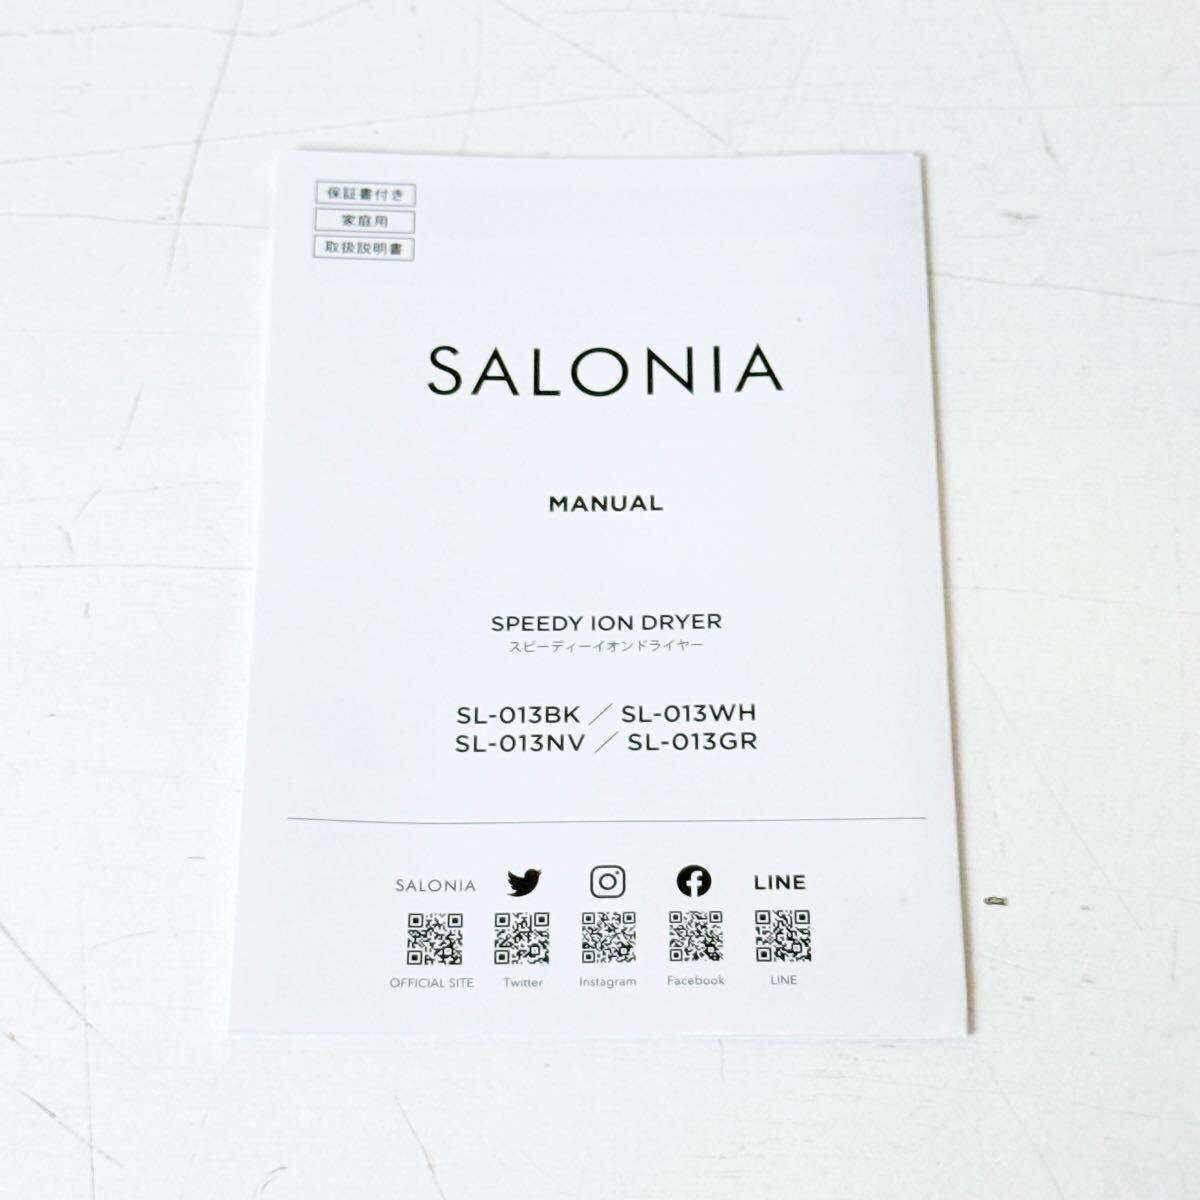 保証書付き
家庭用
取扱説明書
SALONIA
MANUAL
SPEEDY ION DRYER
スピーディーイオンドライヤー
SL-013BK ／ SL-013WH
SL-013NV ／ SL-013GR
SALONIA LINE
OFFICIAL SITE Twitter Instagram Facebook LINE